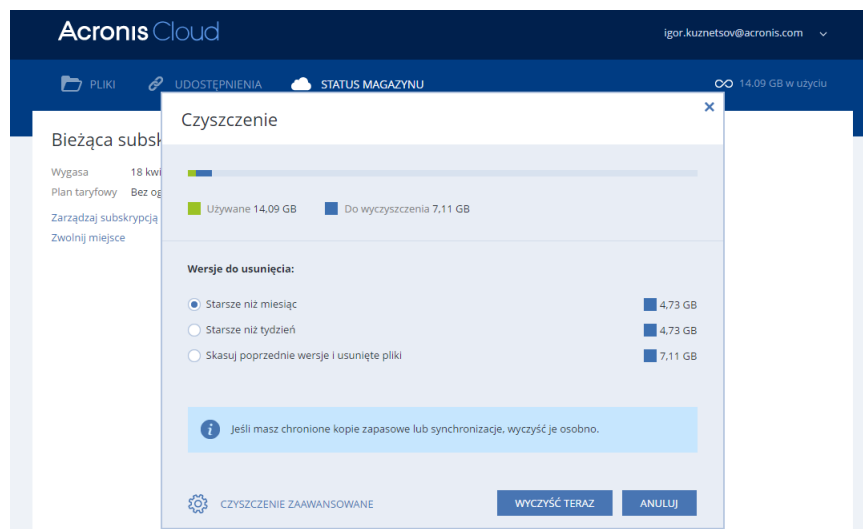 Acronis Cloud
igor.kuznetsov@acronis.com
PLIKI
UDOSTĘPNIENIA
STATUS MAGAZYNU
14.09 GB w użyciu
Czyszczenie
Bieżąca
Wygasa 18
Plan taryfowy Bez
Zarządzaj subskrypcją
Zwolnij miejsce
Używane 14,09 GB
Do wyczyszczenia 7,11 GB
Wersje do usunięcia:
Starsze niż miesiąc 4,73 GB
Starsze niż tydzień 4,73 GB
Skasuj poprzednie wersje i usunięte pliki 7,11 GB
Jeśli masz chronione kopie zapasowe lub synchronizacje, wyczyść je osobno.
CZYSZCZENIE ZAAWANSOWANE
WYCZYŚĆ TERAZ
ANULUJ